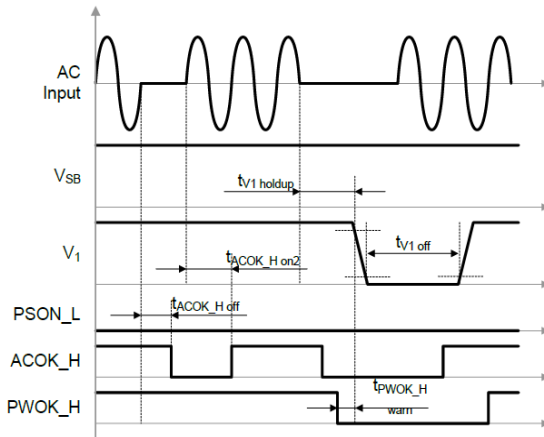 AC
Input
VSB
tV1 holdup
V1
tV1 off
tACOK_H on2
tACOK_H off
PSON_L
ACOK_H
tPWOK_H
warn
PWOK_H